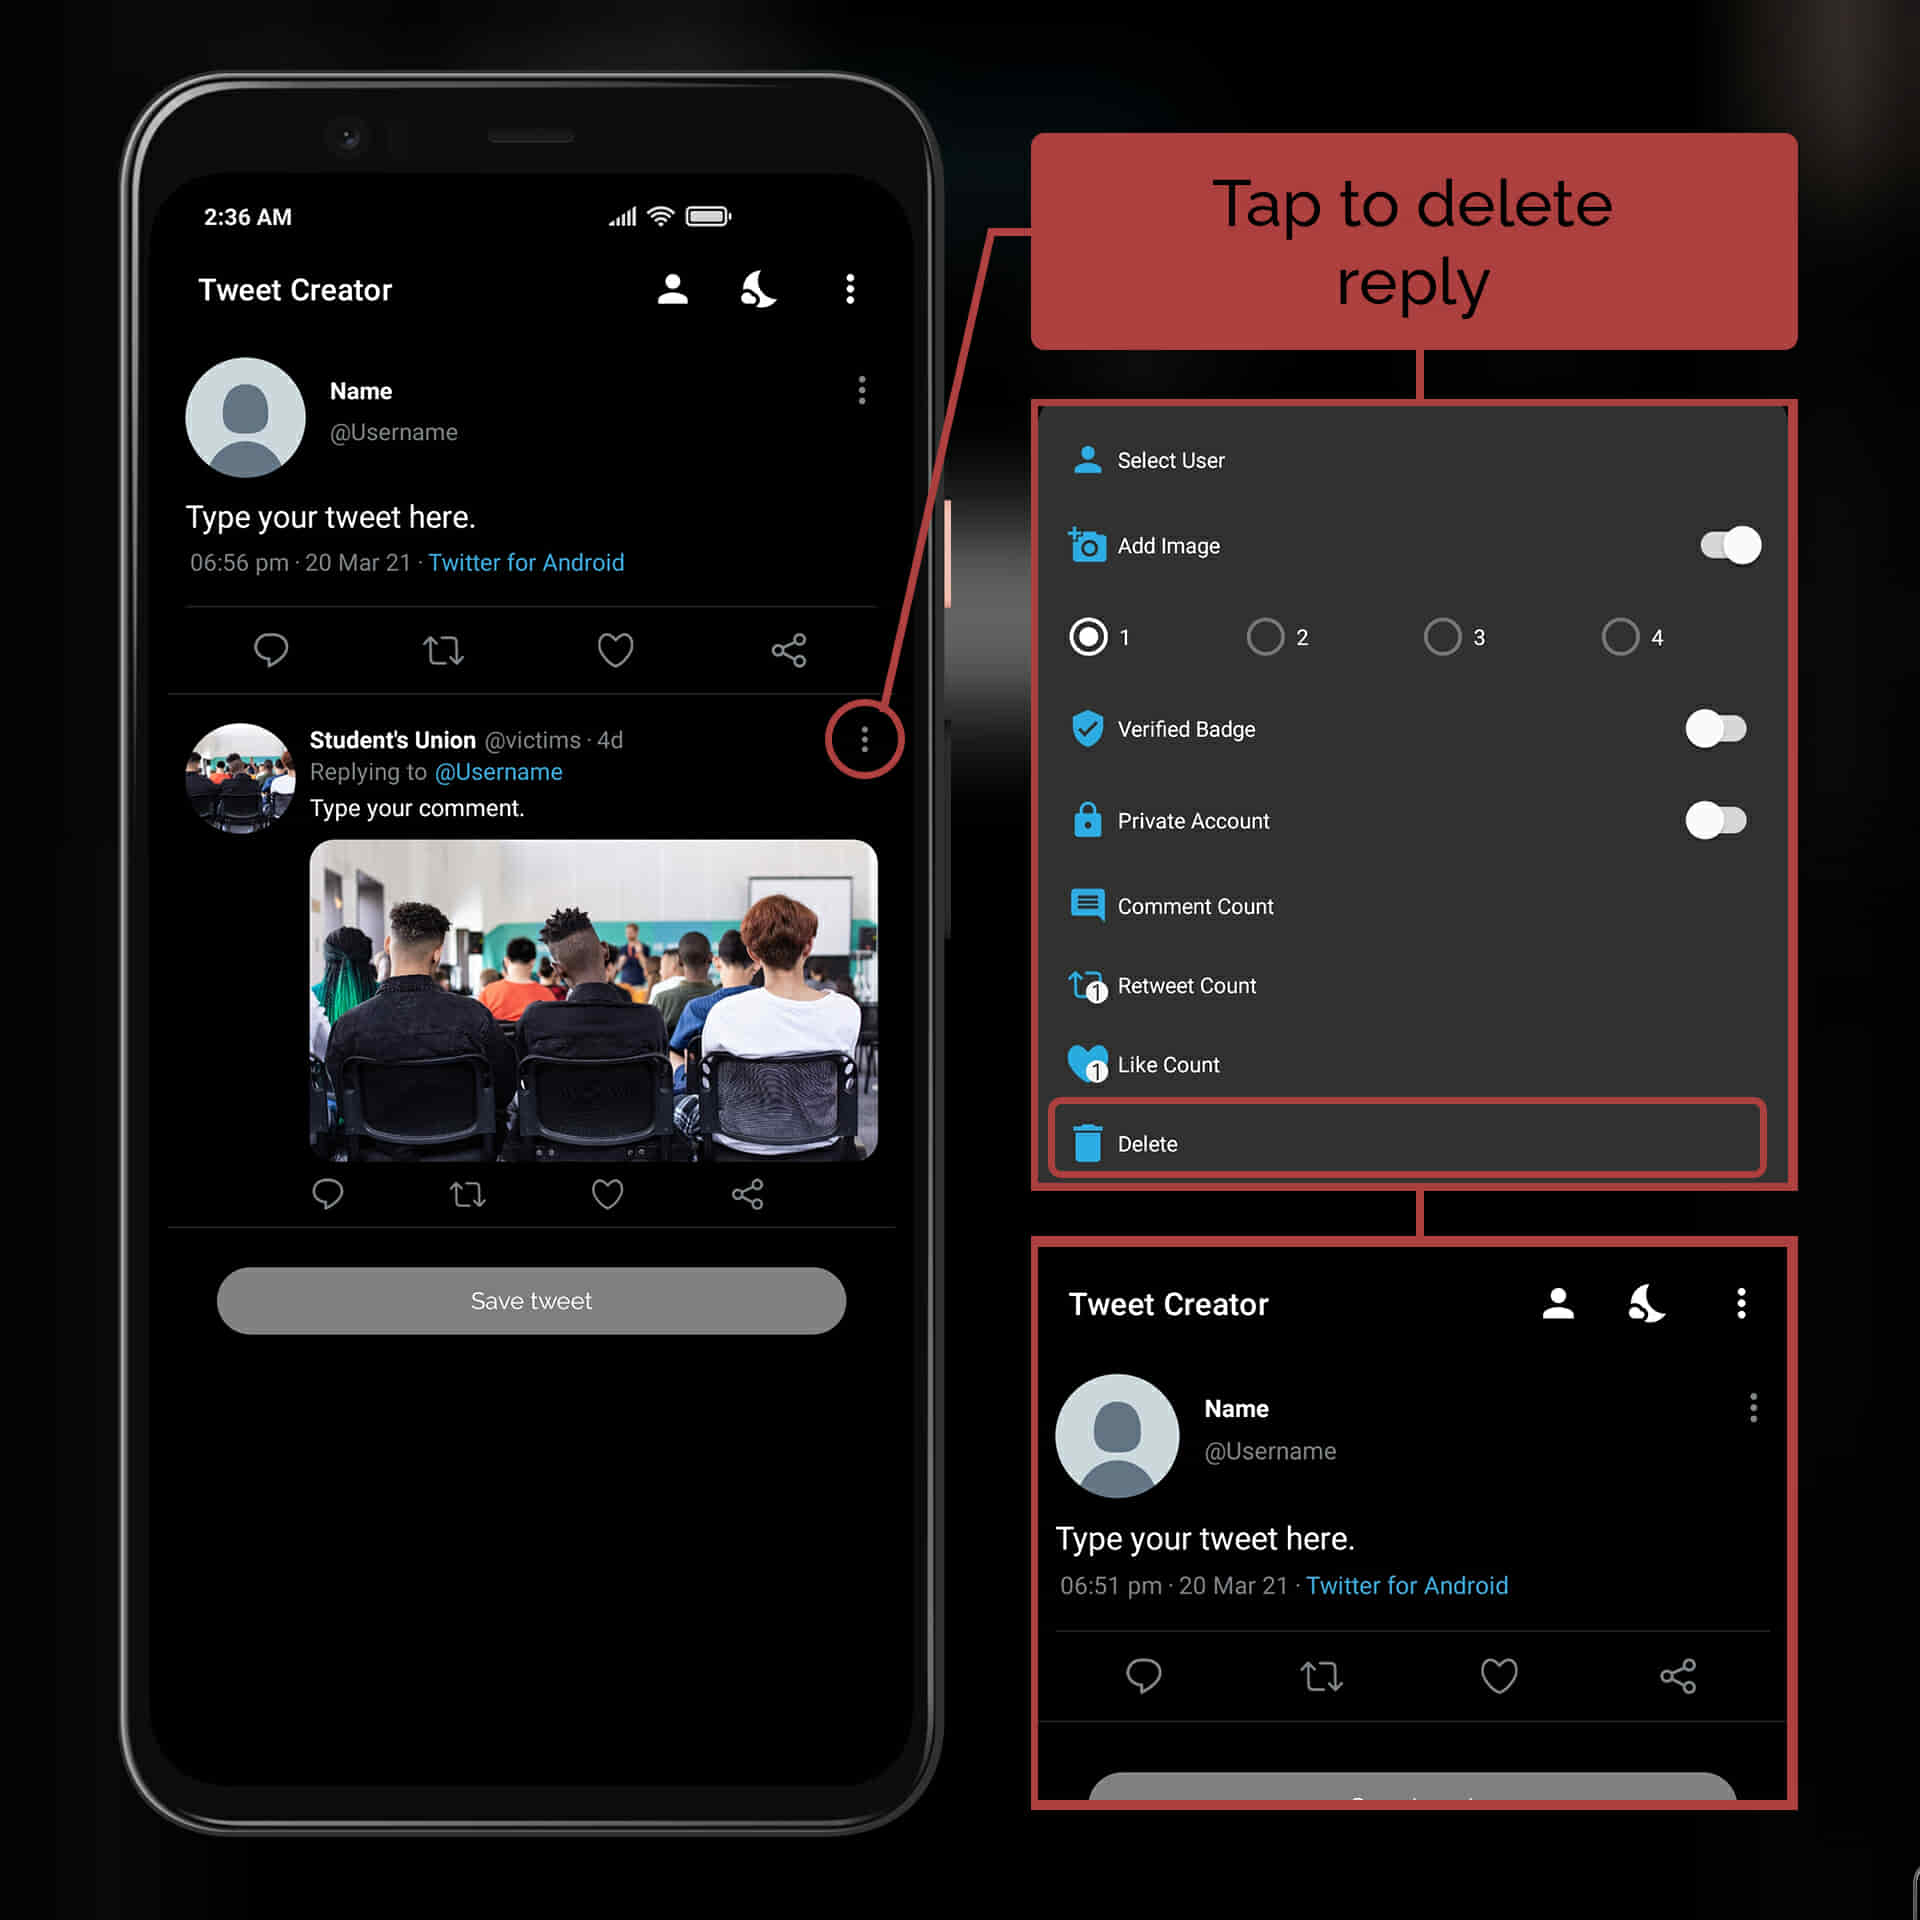 2:36 AM
Tweet Creator
Name
@Username
Type your tweet here.
06:56 pm · 20 Mar 21 · Twitter for Android
Student's Union @victims · 4d
Replying to @Username
Type your comment.
Save tweet
Tap to delete
reply
Select User
Add Image
1 2 3 4
Verified Badge
Private Account
Comment Count
1 Retweet Count
1 Like Count
Delete
Tweet Creator
Name
@Username
Type your tweet here.
06:51 pm · 20 Mar 21 · Twitter for Android